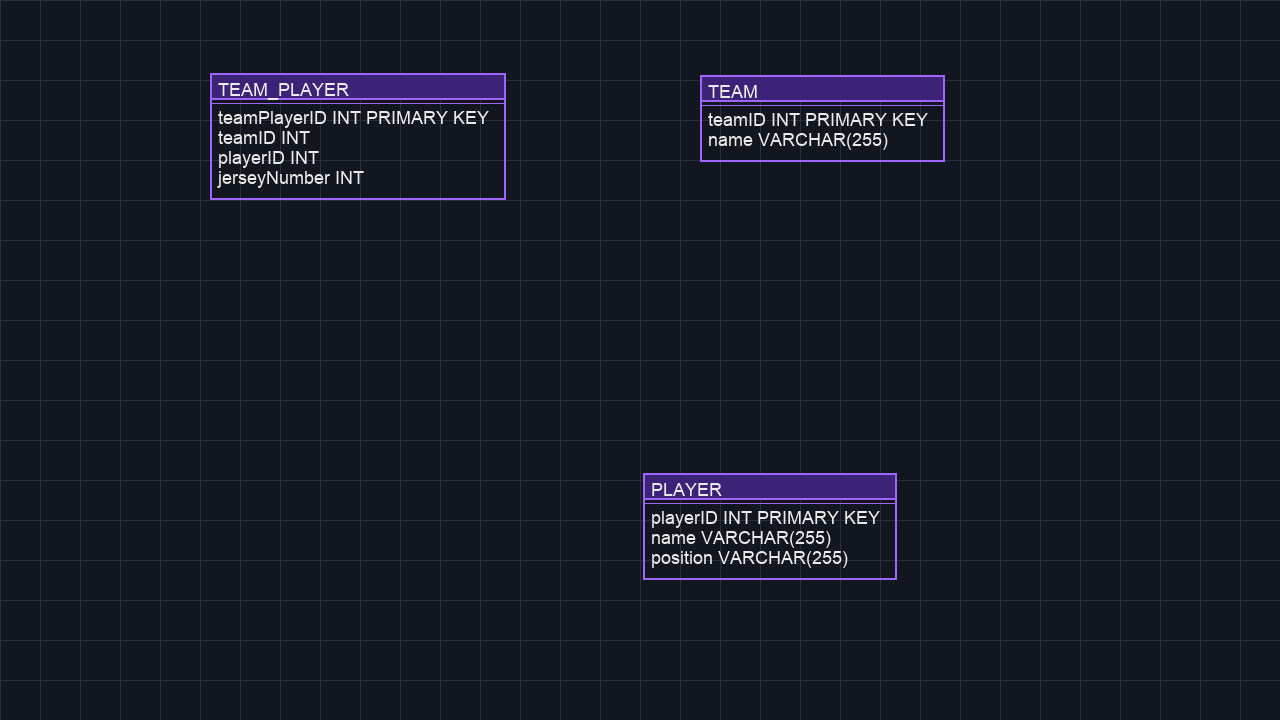 TEAM_PLAYER
teamPlayerID INT PRIMARY KEY
teamID INT
playerID INT
jerseyNumber INT
TEAM
teamID INT PRIMARY KEY
name VARCHAR(255)
PLAYER
playerID INT PRIMARY KEY
name VARCHAR(255)
position VARCHAR(255)